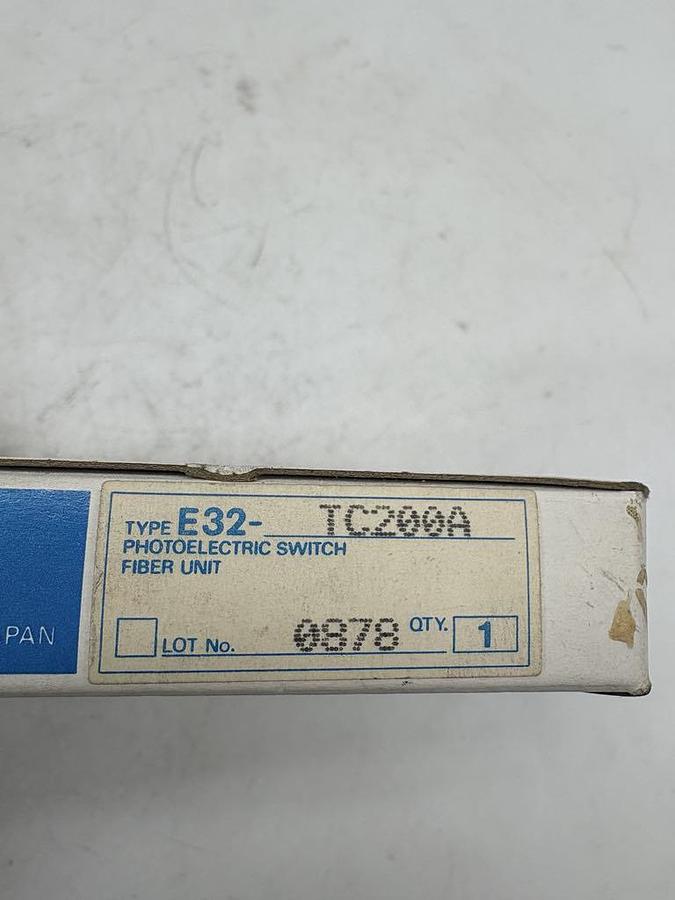 TYPE E32- TC200A
PHOTOELECTRIC SWITCH
FIBER UNIT
LOT No. 0878 QTY. 1
PAN